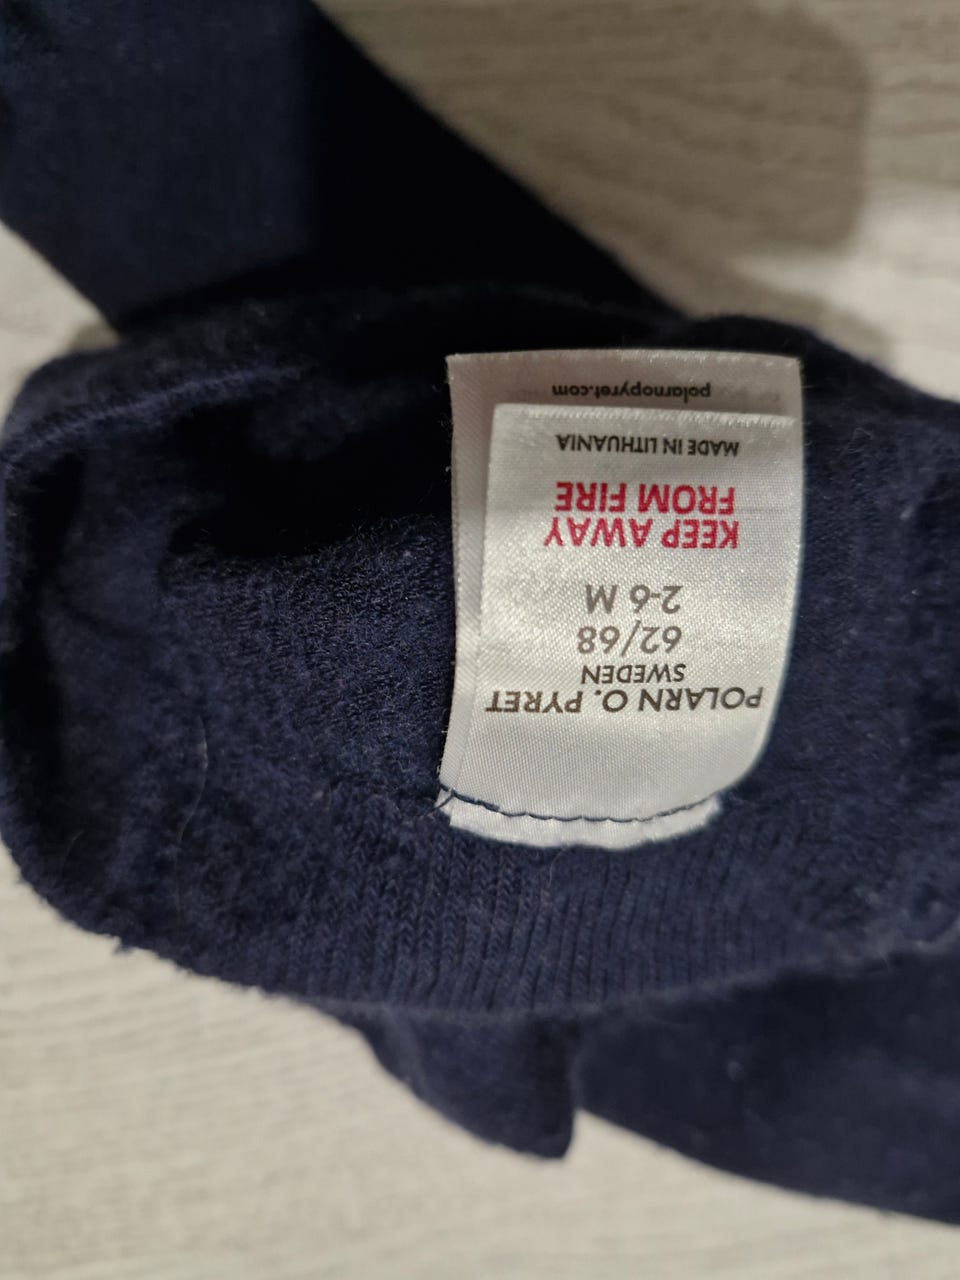 POLARN O. PYRET
SWEDEN
62/68
2-6 M
KEEP AWAY
FROM FIRE
MADE IN LITHUANIA
polarnopyret.com